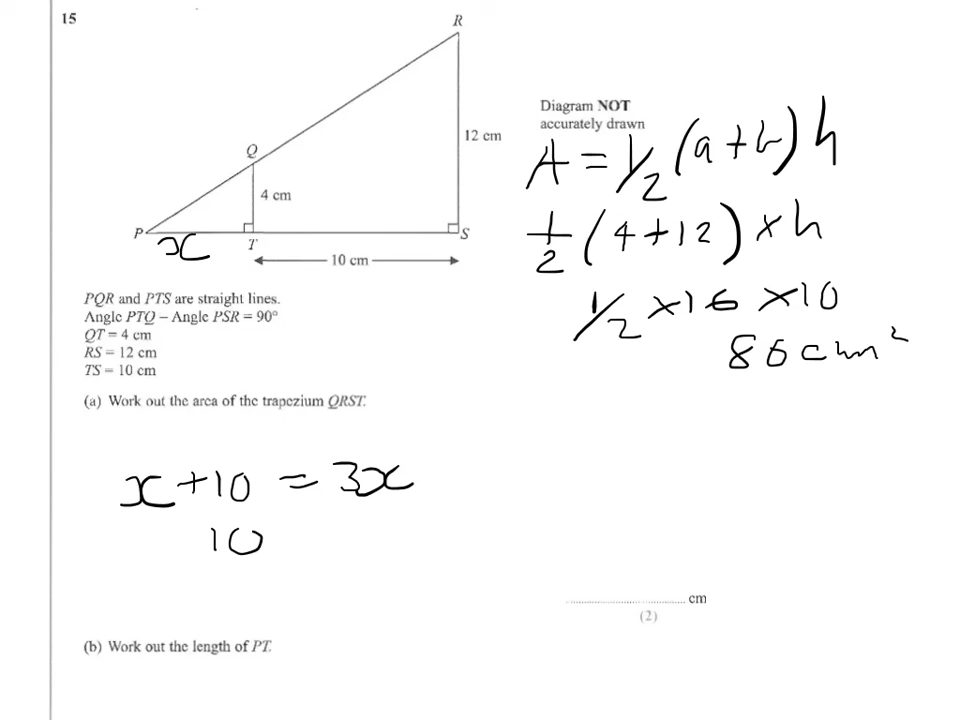 15
R
Diagram NOT
accurately drawn
12 cm
A = 1/2 (a + b) h
Q
4 cm
1/2 (4 + 12) × h
P
x
T
S
10 cm
1/2 × 16 × 10
80 cm²
PQR and PTS are straight lines.
Angle PTQ – Angle PSR = 90°
QT = 4 cm
RS = 12 cm
TS = 10 cm
(a) Work out the area of the trapezium QRST.
x + 10 = 3x
10
cm
(2)
(b) Work out the length of PT.